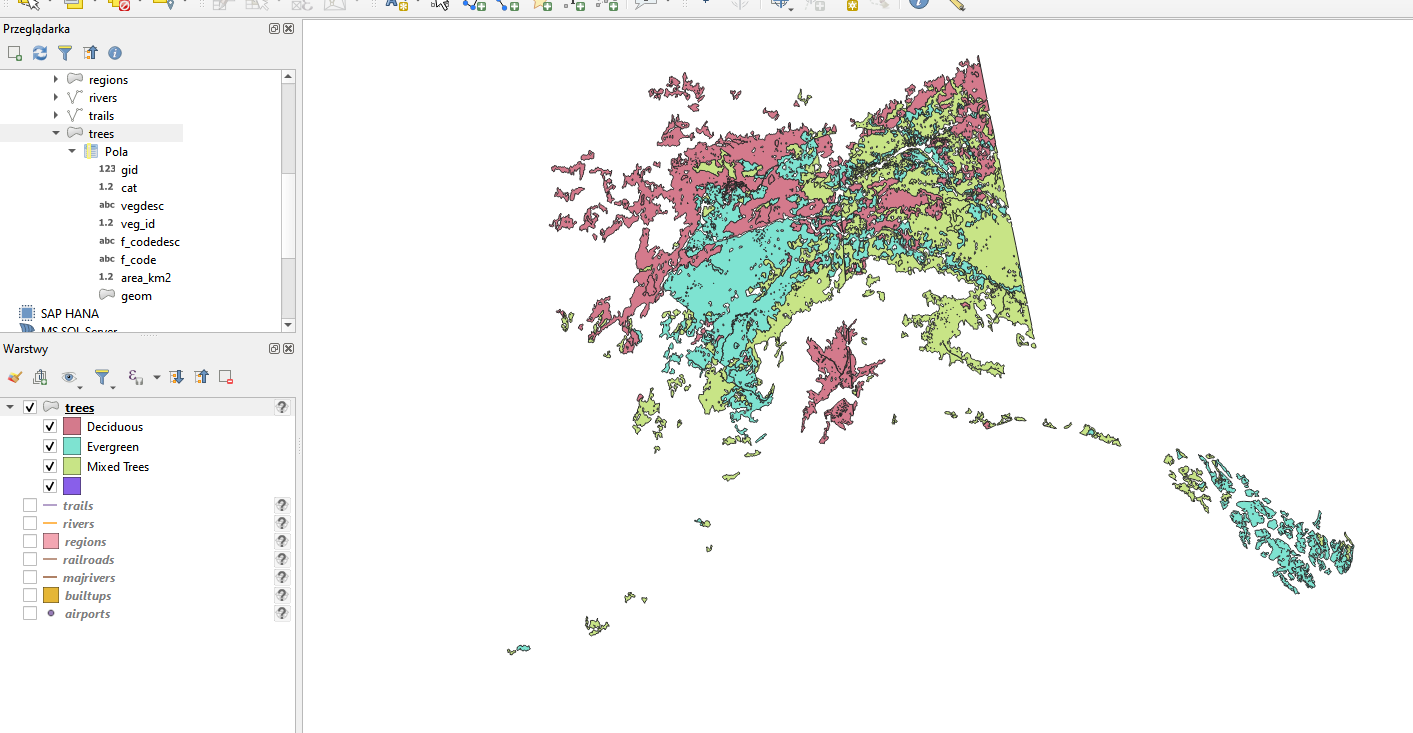 Przeglądarka
regions
rivers
trails
trees
Pola
123 gid
1.2 cat
abc vegdesc
1.2 veg_id
abc f_codedesc
abc f_code
1.2 area_km2
geom
SAP HANA
MS SQL Server
Warstwy
trees ?
Deciduous
Evergreen
Mixed Trees
trails ?
rivers ?
regions ?
railroads ?
majrivers ?
builtups ?
airports ?